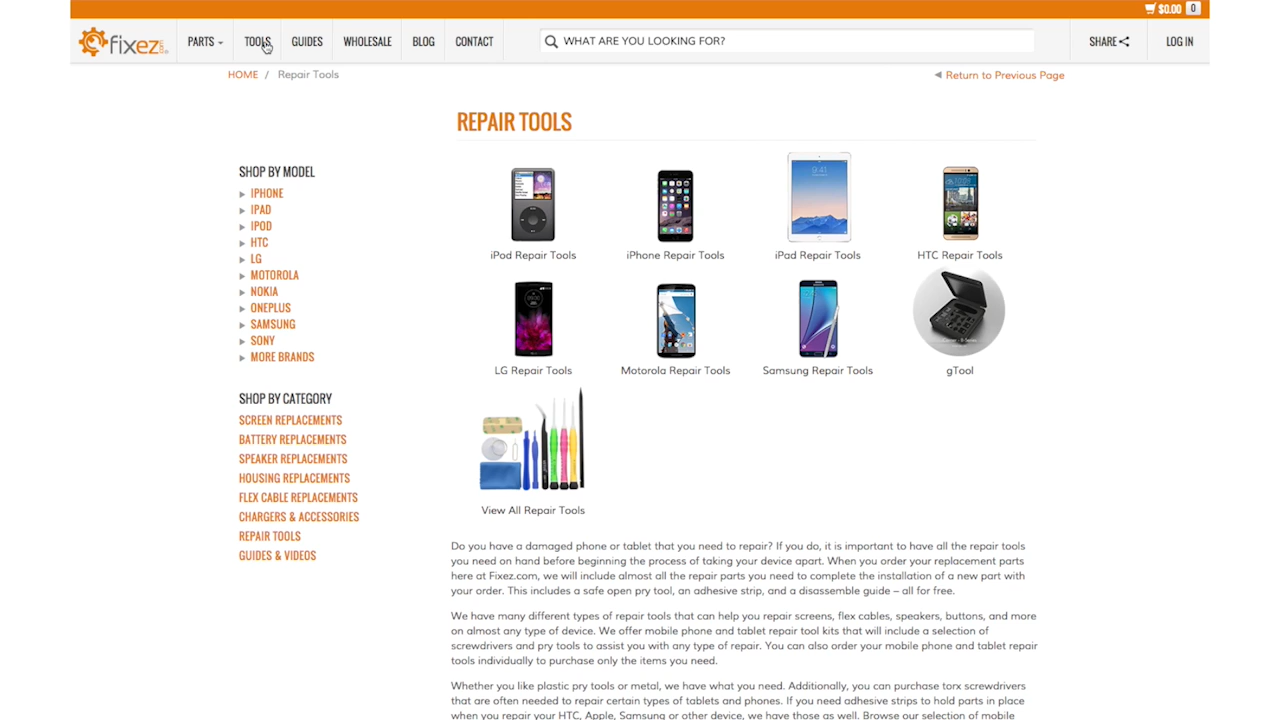 $0.00 0
fixez.com PARTS TOOLS GUIDES WHOLESALE BLOG CONTACT WHAT ARE YOU LOOKING FOR? SHARE LOG IN
HOME / Repair Tools
Return to Previous Page
REPAIR TOOLS
SHOP BY MODEL
IPHONE
IPAD
IPOD
HTC
LG
MOTOROLA
NOKIA
ONEPLUS
SAMSUNG
SONY
MORE BRANDS
SHOP BY CATEGORY
SCREEN REPLACEMENTS
BATTERY REPLACEMENTS
SPEAKER REPLACEMENTS
HOUSING REPLACEMENTS
FLEX CABLE REPLACEMENTS
CHARGERS & ACCESSORIES
REPAIR TOOLS
GUIDES & VIDEOS
9:41
iPod Repair Tools
iPhone Repair Tools
iPad Repair Tools
HTC Repair Tools
LG Repair Tools
Motorola Repair Tools
Samsung Repair Tools
gTool
View All Repair Tools
Do you have a damaged phone or tablet that you need to repair? If you do, it is important to have all the repair tools
you need on hand before beginning the process of taking your device apart. When you order your replacement parts
here at Fixez.com, we will include almost all the repair parts you need to complete the installation of a new part with
your order. This includes a safe open pry tool, an adhesive strip, and a disassemble guide – all for free.
We have many different types of repair tools that can help you repair screens, flex cables, speakers, buttons, and more
on almost any type of device. We offer mobile phone and tablet repair tool kits that will include a selection of
screwdrivers and pry tools to assist you with any type of repair. You can also order your mobile phone and tablet repair
tools individually to purchase only the items you need.
Whether you like plastic pry tools or metal, we have what you need. Additionally, you can purchase torx screwdrivers
that are often needed to repair certain types of tablets and phones. If you need adhesive strips to hold parts in place
when you repair your HTC, Apple, Samsung or other device, we have those as well. Browse our selection of mobile